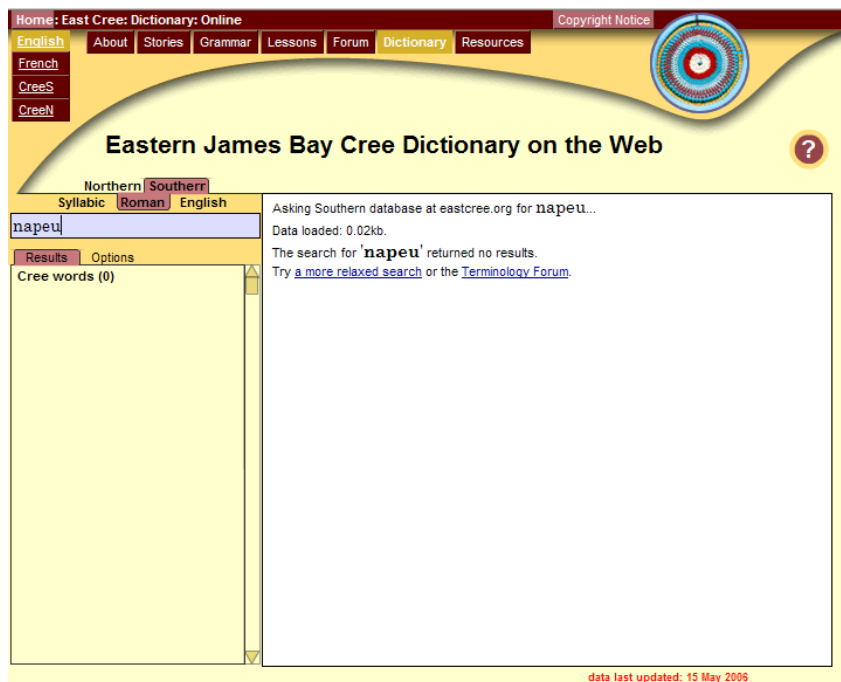 Home: East Cree: Dictionary: Online
Copyright Notice
English
About Stories Grammar Lessons Forum Dictionary Resources
French
CreeS
CreeN
Eastern James Bay Cree Dictionary on the Web
?
Northern Southern
Syllabic Roman English
napeu
Results Options
Cree words (0)
Asking Southern database at eastcree.org for napeu...
Data loaded: 0.02kb.
The search for 'napeu' returned no results.
Try a more relaxed search or the Terminology Forum.
data last updated: 15 May 2006